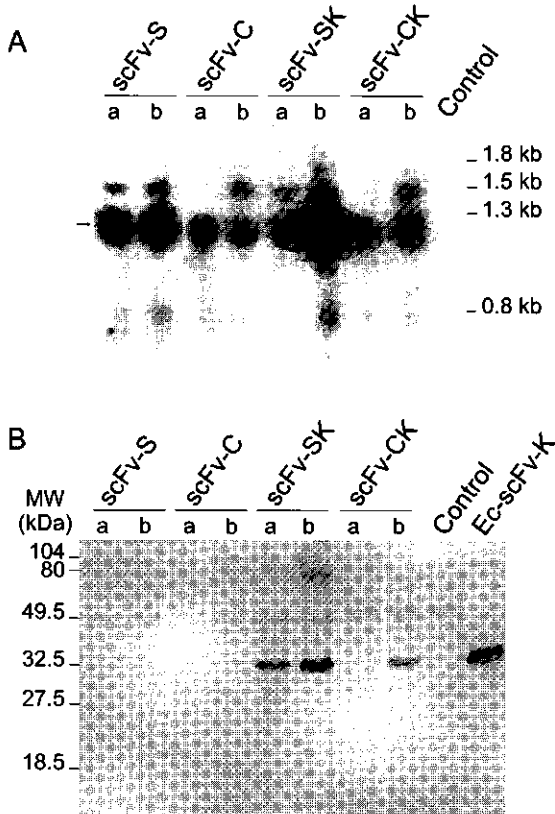 A
scFv-S scFv-C scFv-SK scFv-CK Control
a b a b a b a b
1.8 kb
1.5 kb
1.3 kb
0.8 kb
B
scFv-S scFv-C scFv-SK scFv-CK Control Ec-scFv-K
MW
(kDa)
a b a b a b a b
104
80
49.5
32.5
27.5
18.5